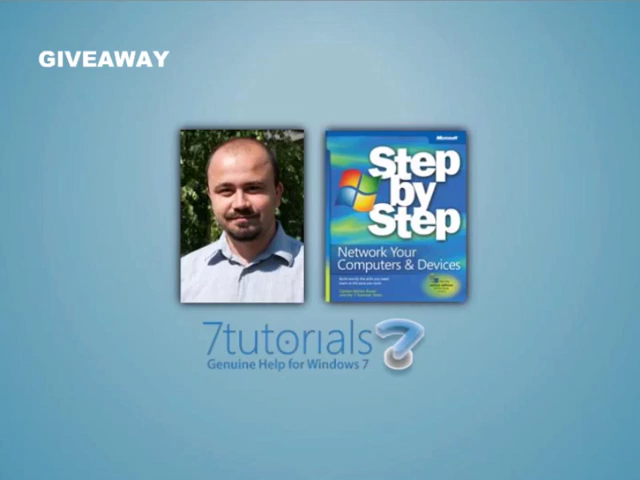 GIVEAWAY
Microsoft
Step
by
Step
Network Your
Computers & Devices
7tutorials
Genuine Help for Windows 7